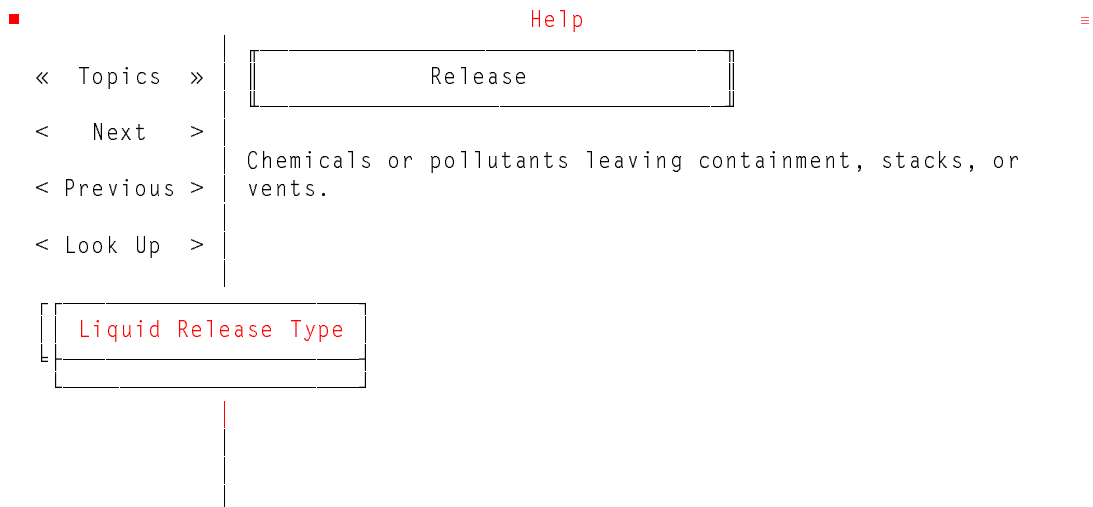 Help
« Topics »
Release
< Next >
Chemicals or pollutants leaving containment, stacks, or
< Previous > vents.
< Look Up >
Liquid Release Type